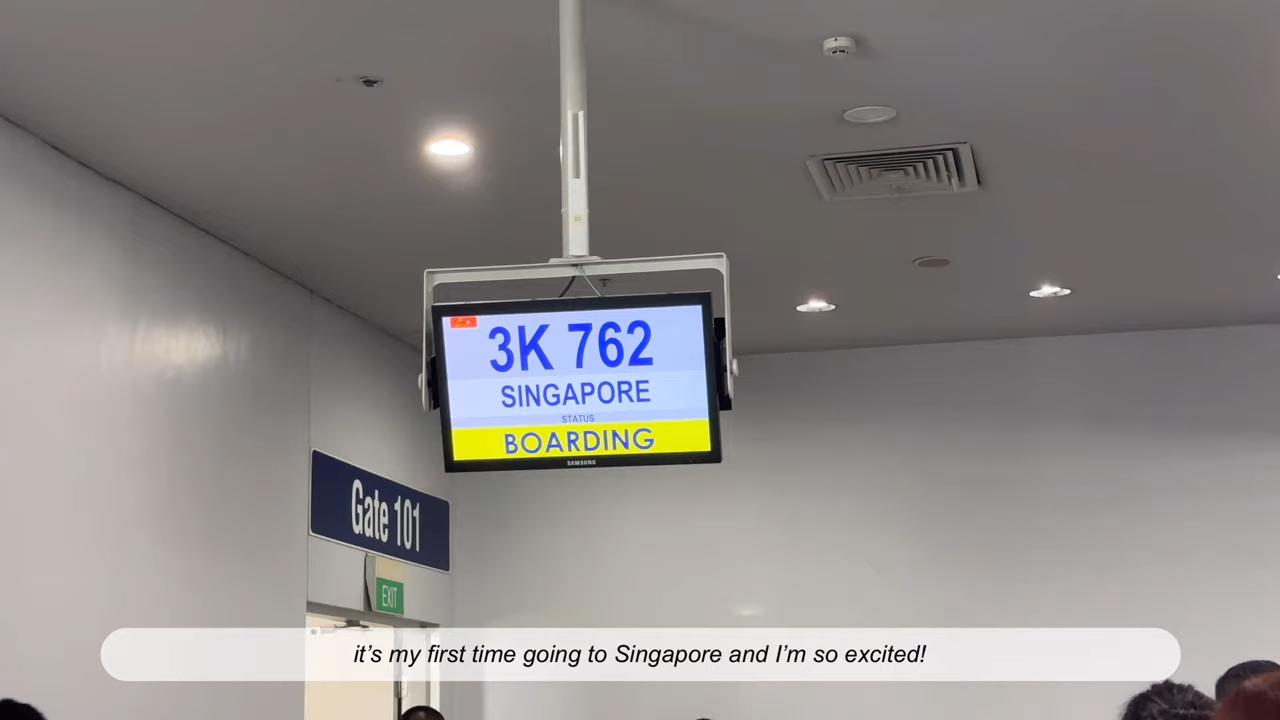 3K 762
SINGAPORE
STATUS
BOARDING
SAMSUNG
Gate 101
EXIT
it's my first time going to Singapore and I'm so excited!